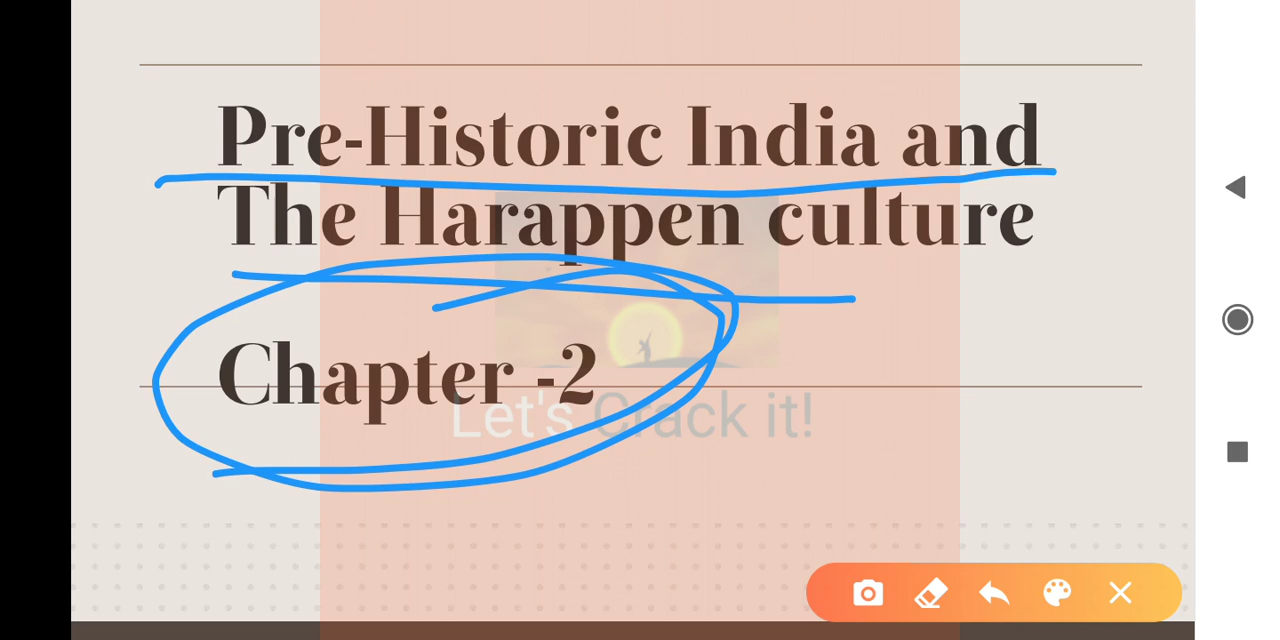 Pre-Historic India and
The Harappen culture
Chapter -2
Let's Crack it!